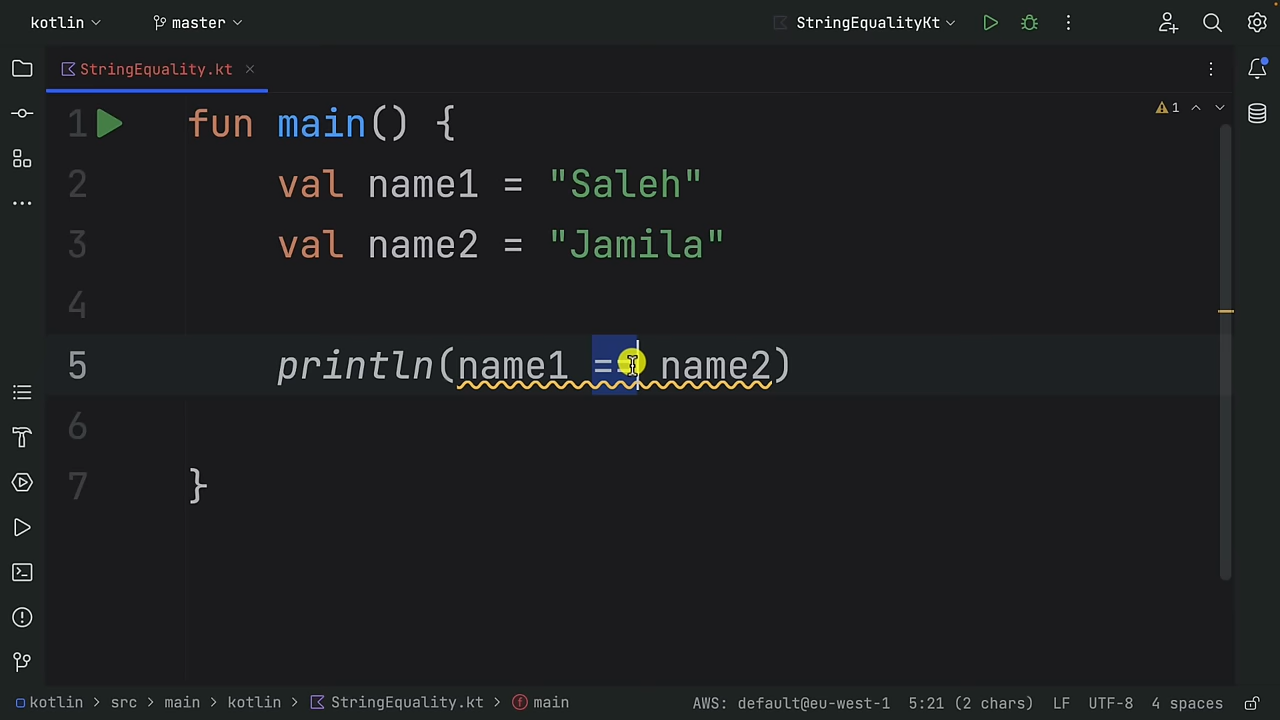 kotlin master StringEqualityKt
StringEquality.kt
1 fun main() {
1
2 val name1 = "Saleh"
3 val name2 = "Jamila"
4
5 println(name1 == name2)
6
7 }
kotlin > src > main > kotlin > StringEquality.kt > main AWS: default@eu-west-1 5:21 (2 chars) LF UTF-8 4 spaces